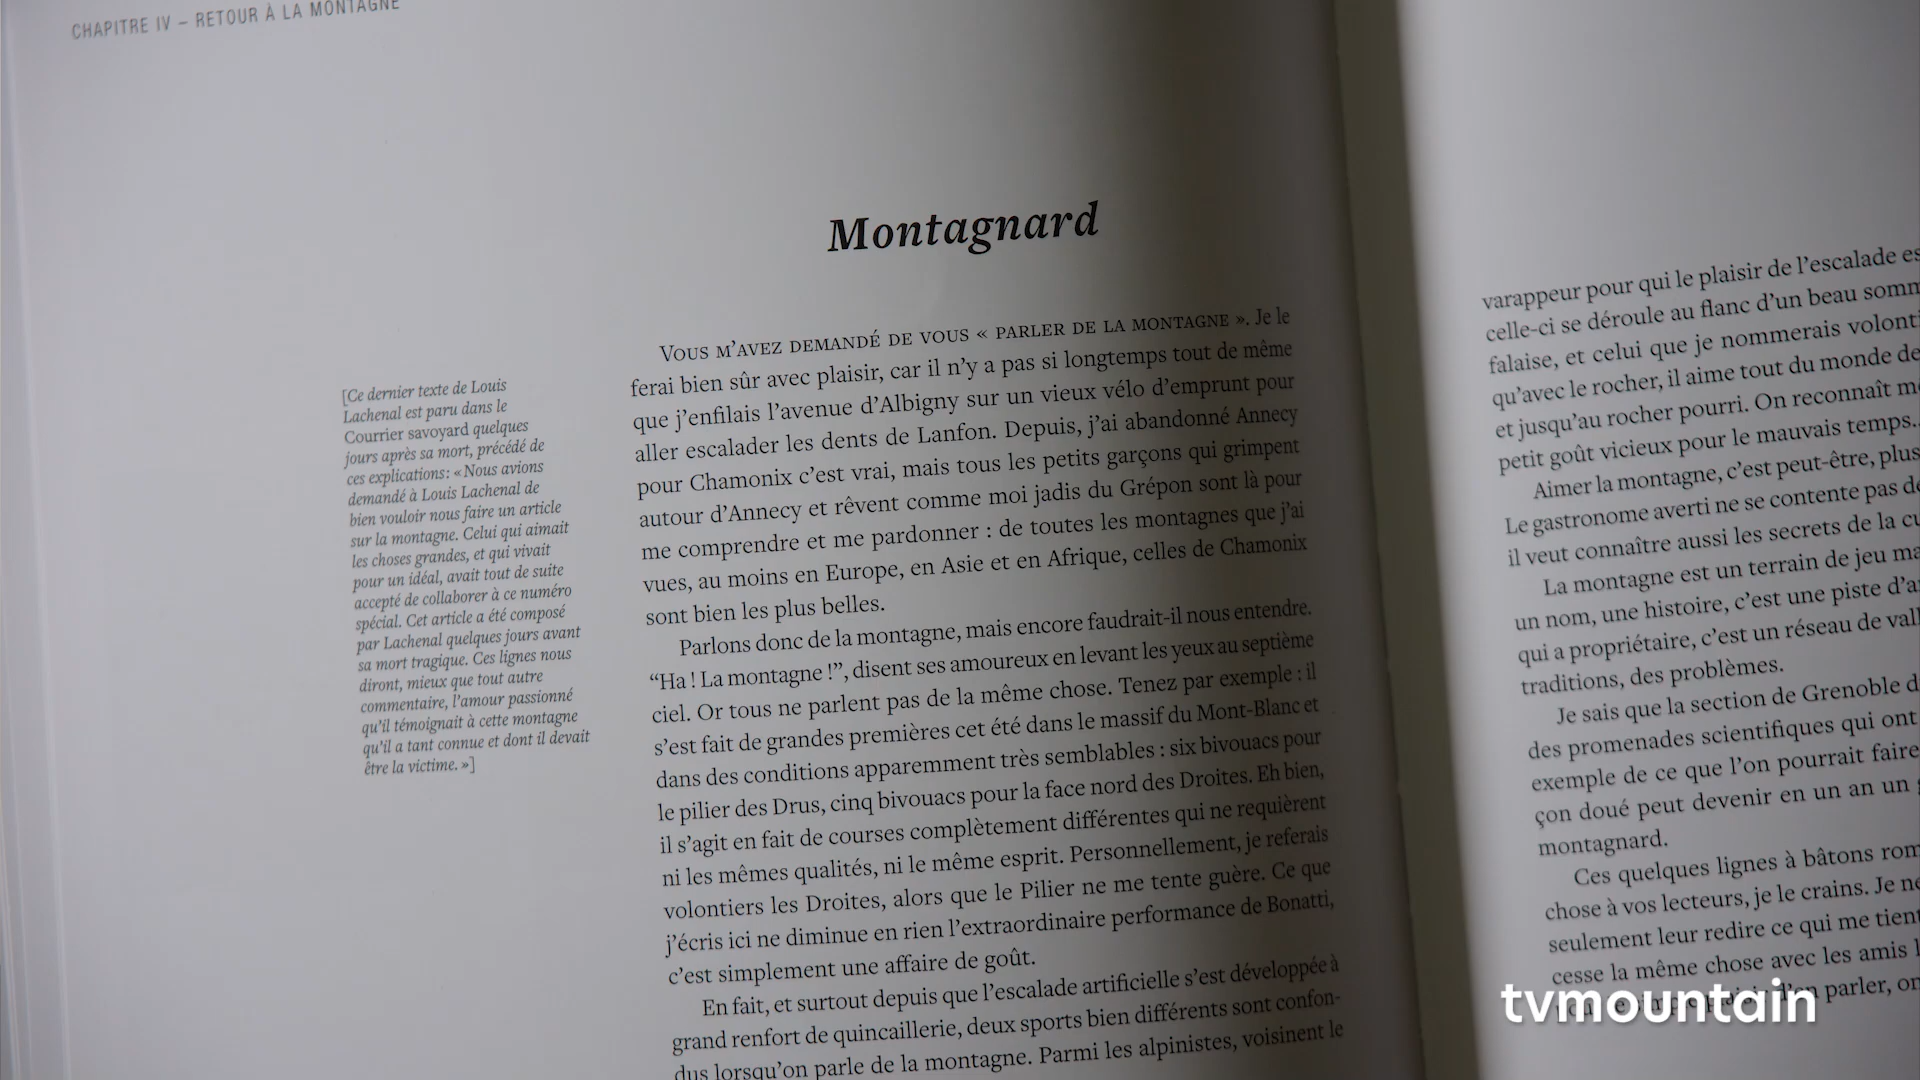 CHAPITRE IV – RETOUR À LA MONTAGNE
Montagnard
[Ce dernier texte de Louis
Lachenal est paru dans le
Courrier savoyard quelques
jours après sa mort, précédé de
ces explications : « Nous avions
demandé à Louis Lachenal de
bien vouloir nous faire un article
sur la montagne. Celui qui aimait
les choses grandes, et qui vivait
pour un idéal, avait tout de suite
accepté de collaborer à ce numéro
spécial. Cet article a été composé
par Lachenal quelques jours avant
sa mort tragique. Ces lignes nous
diront, mieux que tout autre
commentaire, l’amour passionné
qu’il témoignait à cette montagne
qu’il a tant connue et dont il devait
être la victime. »]
VOUS M’AVEZ DEMANDÉ DE VOUS « PARLER DE LA MONTAGNE ». Je le
ferai bien sûr avec plaisir, car il n’y a pas si longtemps tout de même
que j’enfilais l’avenue d’Albigny sur un vieux vélo d’emprunt pour
aller escalader les dents de Lanfon. Depuis, j’ai abandonné Annecy
pour Chamonix c’est vrai, mais tous les petits garçons qui grimpent
autour d’Annecy et rêvent comme moi jadis du Grépon sont là pour
me comprendre et me pardonner : de toutes les montagnes que j’ai
vues, au moins en Europe, en Asie et en Afrique, celles de Chamonix
sont bien les plus belles.
Parlons donc de la montagne, mais encore faudrait-il nous entendre.
“Ha ! La montagne !”, disent ses amoureux en levant les yeux au septième
ciel. Or tous ne parlent pas de la même chose. Tenez par exemple : il
s’est fait de grandes premières cet été dans le massif du Mont-Blanc et
dans des conditions apparemment très semblables : six bivouacs pour
le pilier des Drus, cinq bivouacs pour la face nord des Droites. Eh bien,
il s’agit en fait de courses complètement différentes qui ne requièrent
ni les mêmes qualités, ni le même esprit. Personnellement, je referais
volontiers les Droites, alors que le Pilier ne me tente guère. Ce que
j’écris ici ne diminue en rien l’extraordinaire performance de Bonatti,
c’est simplement une affaire de goût.
En fait, et surtout depuis que l’escalade artificielle s’est développée à
grand renfort de quincaillerie, deux sports bien différents sont confon-
dus lorsqu’on parle de la montagne. Parmi les alpinistes, voisinent le
varappeur pour qui le plaisir de l’escalade es
celle-ci se déroule au flanc d’un beau somm
falaise, et celui que je nommerais volonti
qu’avec le rocher, il aime tout du monde de
et jusqu’au rocher pourri. On reconnaît m
petit goût vicieux pour le mauvais temps..
Aimer la montagne, c’est peut-être, plus
Le gastronome averti ne se contente pas de
il veut connaître aussi les secrets de la cu
La montagne est un terrain de jeu ma
un nom, une histoire, c’est une piste d’a
qui a propriétaire, c’est un réseau de vall
traditions, des problèmes.
Je sais que la section de Grenoble d
des promenades scientifiques qui ont
exemple de ce que l’on pourrait faire
çon doué peut devenir en un an un g
montagnard.
Ces quelques lignes à bâtons rom
chose à vos lecteurs, je le crains. Je ne
seulement leur redire ce qui me tient
cesse la même chose avec les amis l
parler, on
tvmountain